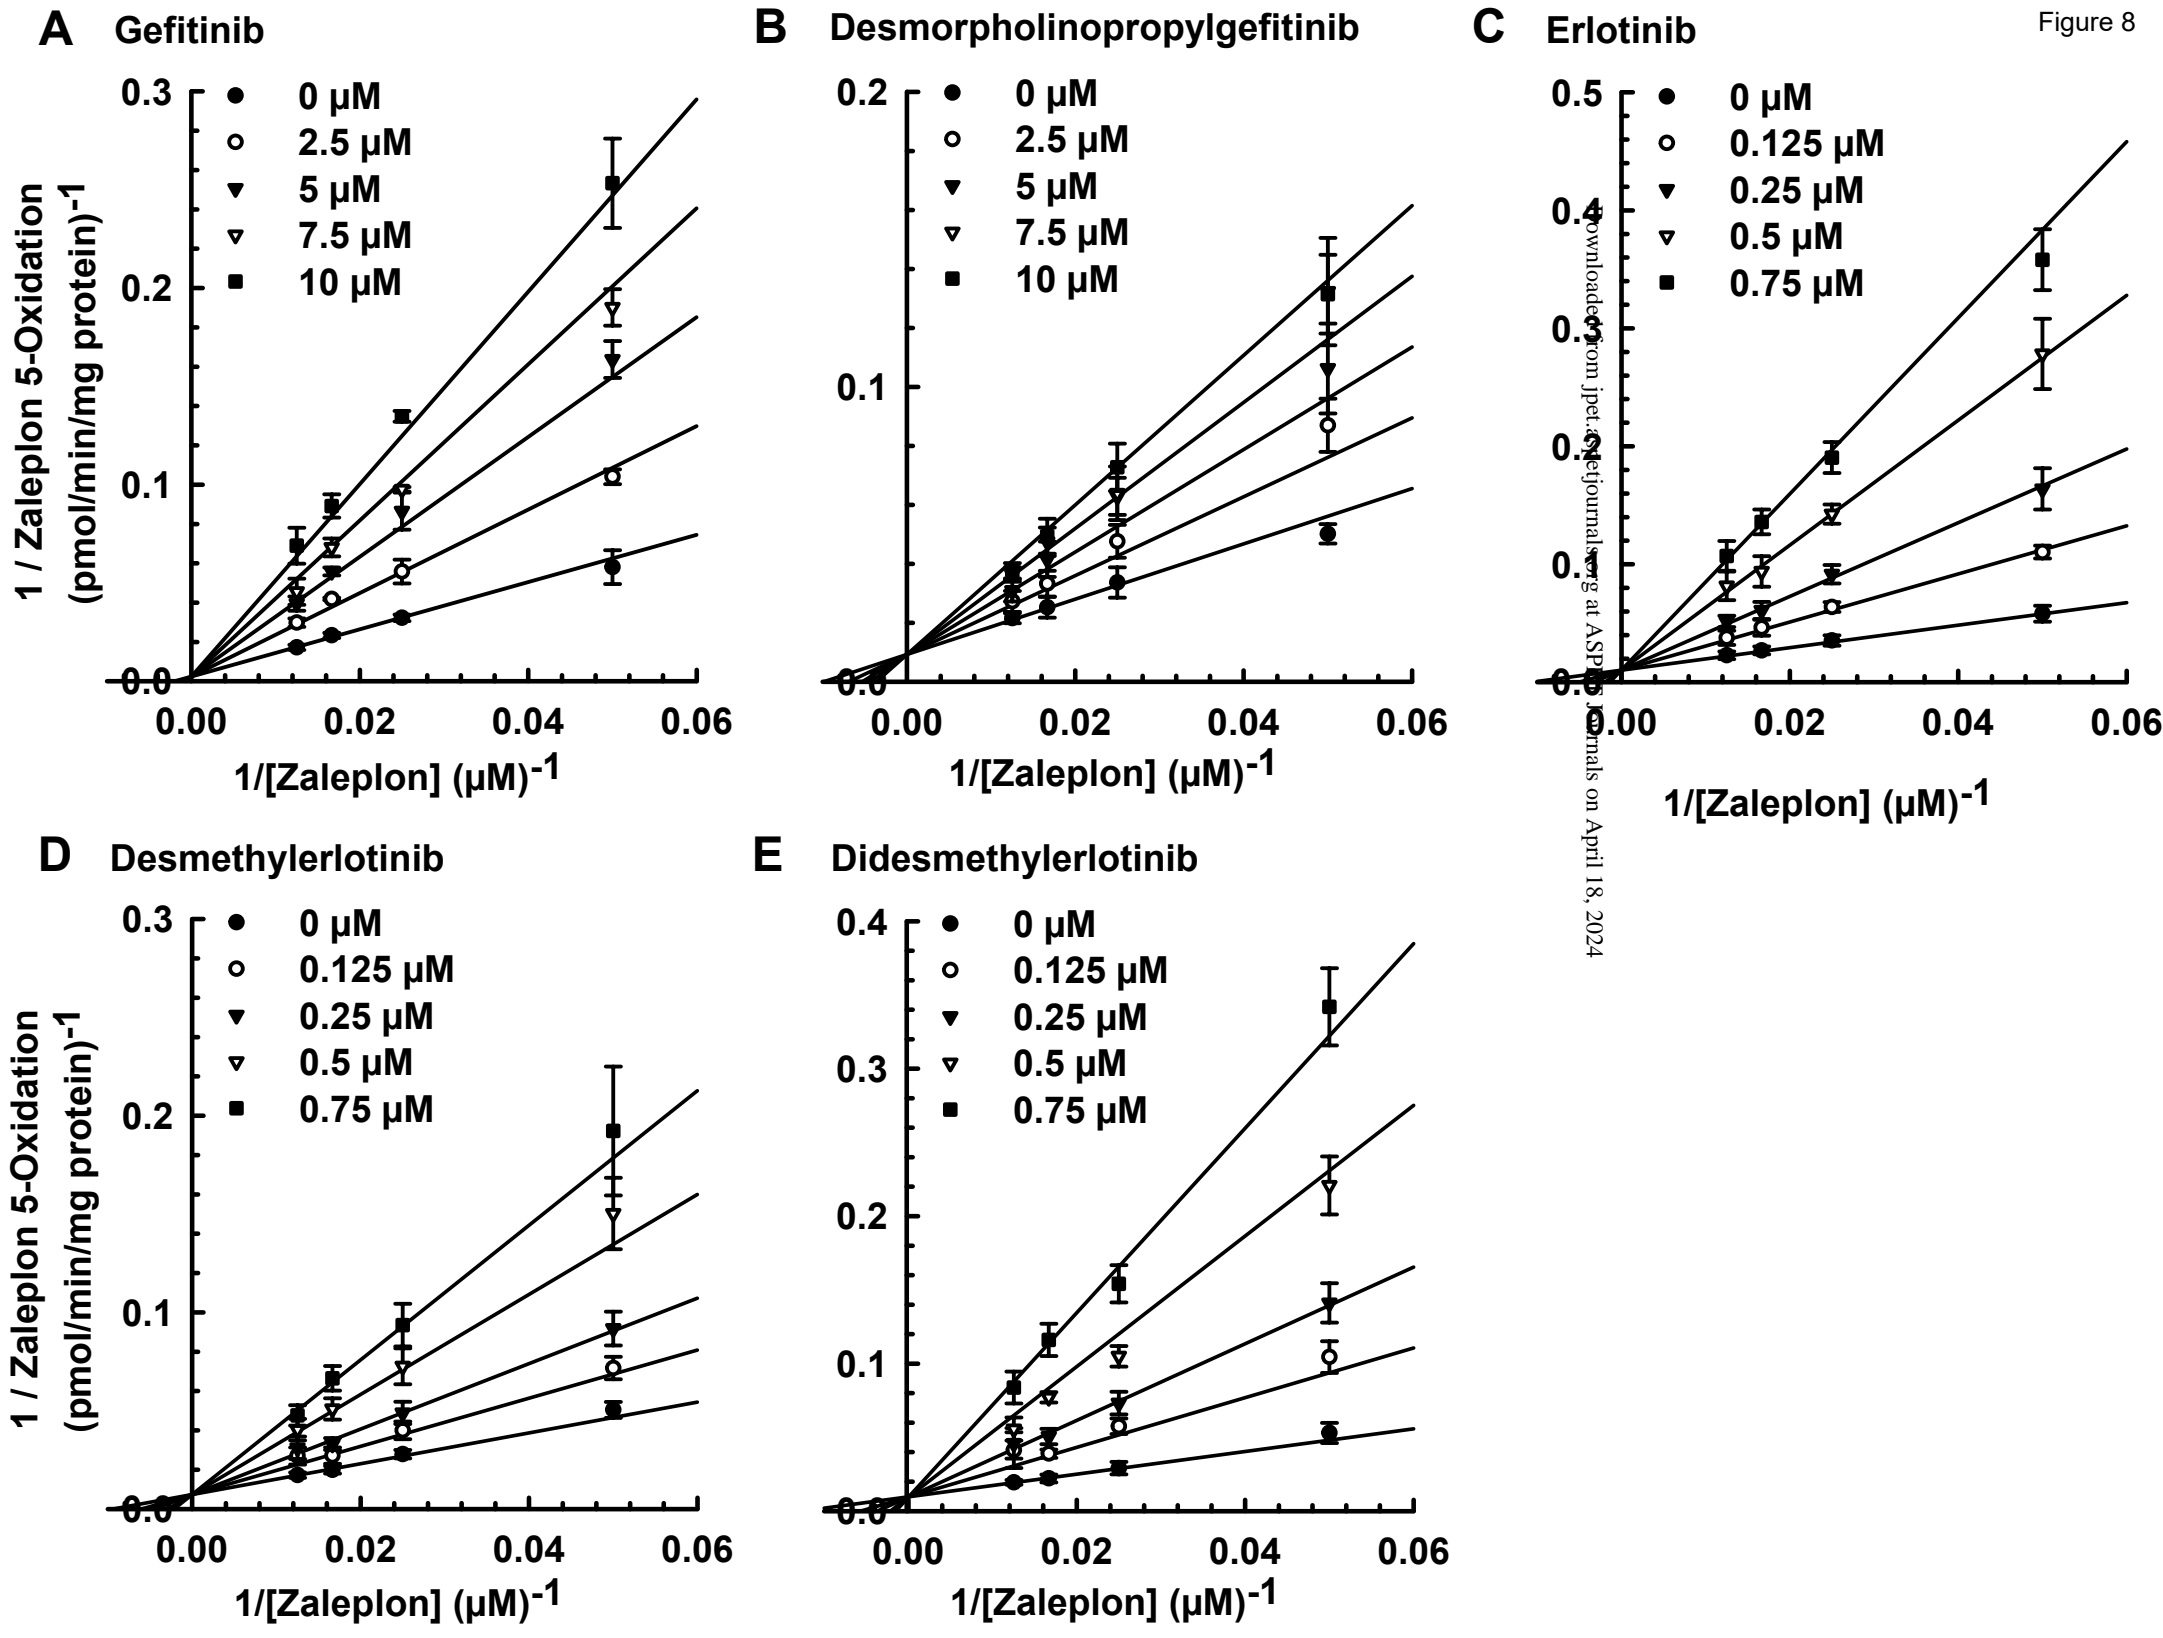 Figure 8
A Gefitinib
0 µM
2.5 µM
5 µM
7.5 µM
10 µM
0.3
0.2
0.1
0.0
0.00 0.02 0.04 0.06
1 / Zaleplon 5-Oxidation
(pmol/min/mg protein)-1
1/[Zaleplon] (µM)-1
B Desmorpholinopropylgefitinib
0 µM
2.5 µM
5 µM
7.5 µM
10 µM
0.2
0.1
0.0
0.00 0.02 0.04 0.06
1/[Zaleplon] (µM)-1
C Erlotinib
0 µM
0.125 µM
0.25 µM
0.5 µM
0.75 µM
0.5
0.4
0.3
0.2
0.1
0.0
0.00 0.02 0.04 0.06
1/[Zaleplon] (µM)-1
Downloaded from jpet.aspetjournals.org at ASPET Journals on April 18, 2024
D Desmethylerlotinib
0 µM
0.125 µM
0.25 µM
0.5 µM
0.75 µM
0.3
0.2
0.1
0.0
0.00 0.02 0.04 0.06
1 / Zaleplon 5-Oxidation
(pmol/min/mg protein)-1
1/[Zaleplon] (µM)-1
E Didesmethylerlotinib
0 µM
0.125 µM
0.25 µM
0.5 µM
0.75 µM
0.4
0.3
0.2
0.1
0.0
0.00 0.02 0.04 0.06
1/[Zaleplon] (µM)-1